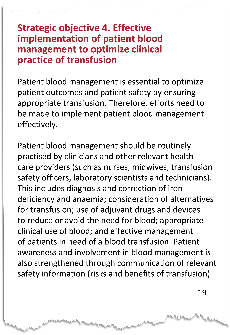 Strategic objective 4. Effective
implementation of patient blood
management to optimize clinical
practice of transfusion
Patient blood management is essential to optimize
patient outcomes and patient safety by ensuring
appropriate transfusion. Therefore, efforts need to
be made to implement patient blood management
effectively.
Patient blood management should be routinely
practised by clinicians and other relevant health
care providers (such as nurses, midwives, transfusion
safety officers, laboratory scientists and technicians).
This includes diagnosis and correction of iron
deficiency and anaemia; consideration of alternatives
for transfusion; use of adjuvant drugs and devices
to reduce or avoid the need for blood; appropriate
clinical use of blood; and effective management
of patients in need of a blood transfusion. Patient
awareness and involvement in blood management is
also strengthened through communication of relevant
safety information (risks and benefits of transfusion)